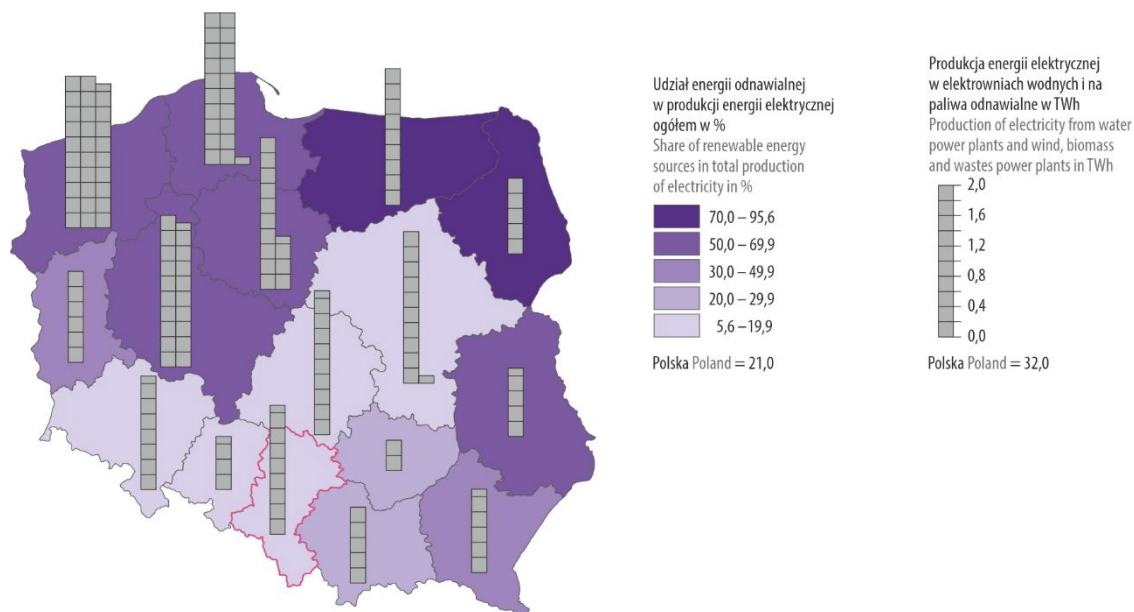 Udział energii odnawialnej
w produkcji energii elektrycznej
ogółem w %
Share of renewable energy
sources in total production
of electricity in %
70,0 – 95,6
50,0 – 69,9
30,0 – 49,9
20,0 – 29,9
5,6 – 19,9
Polska Poland = 21,0
Produkcja energii elektrycznej
w elektrowniach wodnych i na
paliwa odnawialne w TWh
Production of electricity from water
power plants and wind, biomass
and wastes power plants in TWh
2,0
1,6
1,2
0,8
0,4
0,0
Polska Poland = 32,0